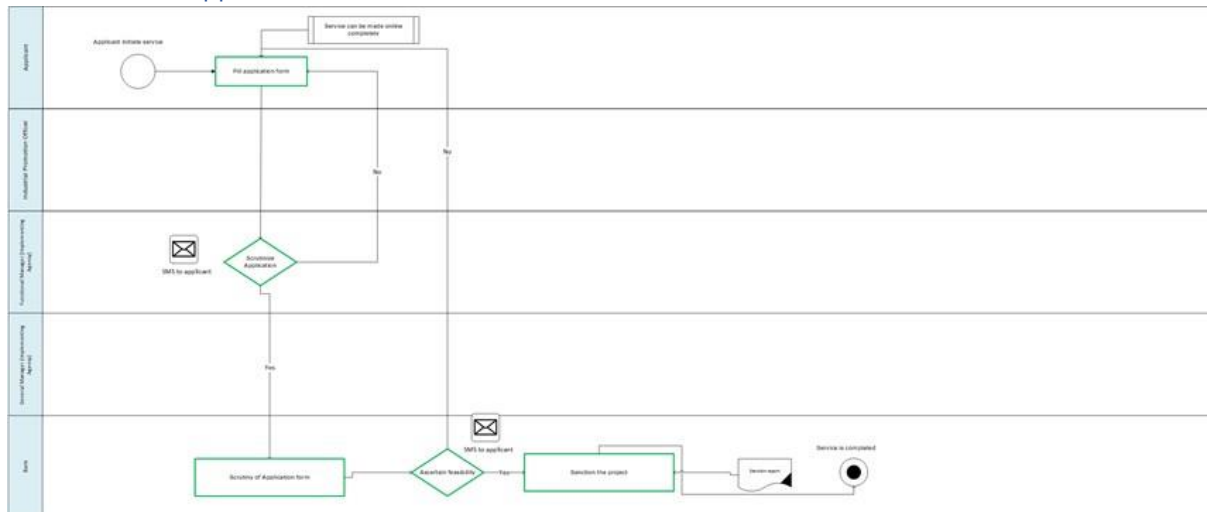 Applicant
Applicant initiate service
Service can be made online
complete
Fill application form
Industrial Promotion Officer
No
No
Functional Manager (Implementing
Agency)
SMS to applicant
Scrutinize
Application
General Manager (Implementing
Agency)
Yes
Bank
Scrutiny of Application form
Ascertain feasibility
SMS to applicant
Yes
Sanction the project
Service is completed